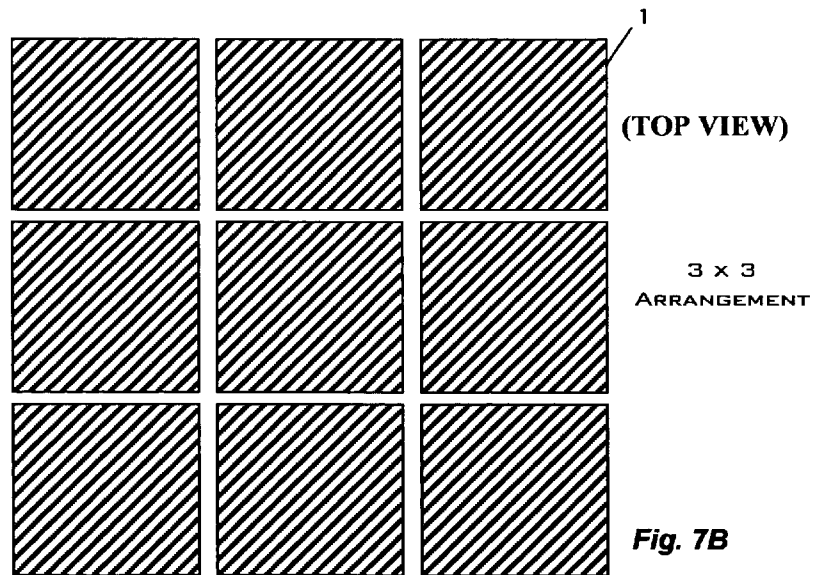 1
(TOP VIEW)
3 x 3
ARRANGEMENT
Fig. 7B